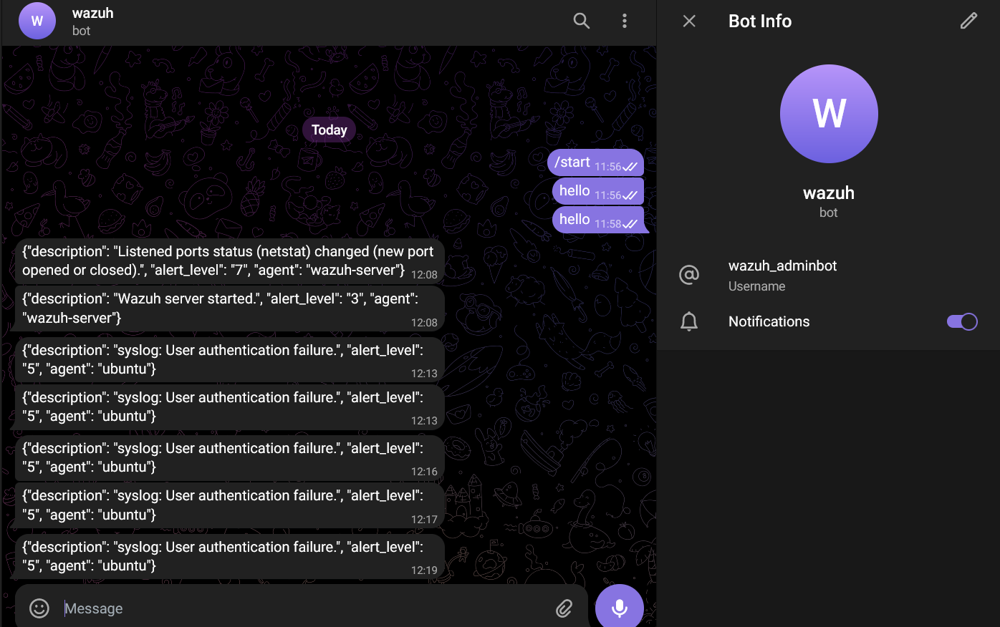 W
wazuh
bot
Today
/start 11:56
hello 11:56
hello 11:58
{"description": "Listened ports status (netstat) changed (new port
opened or closed).", "alert_level": "7", "agent": "wazuh-server"} 12:08
{"description": "Wazuh server started.", "alert_level": "3", "agent":
"wazuh-server"} 12:08
{"description": "syslog: User authentication failure.", "alert_level":
"5", "agent": "ubuntu"} 12:13
{"description": "syslog: User authentication failure.", "alert_level":
"5", "agent": "ubuntu"} 12:13
{"description": "syslog: User authentication failure.", "alert_level":
"5", "agent": "ubuntu"} 12:16
{"description": "syslog: User authentication failure.", "alert_level":
"5", "agent": "ubuntu"} 12:17
{"description": "syslog: User authentication failure.", "alert_level":
"5", "agent": "ubuntu"} 12:19
Message
Bot Info
W
wazuh
bot
@
wazuh_adminbot
Username
Notifications